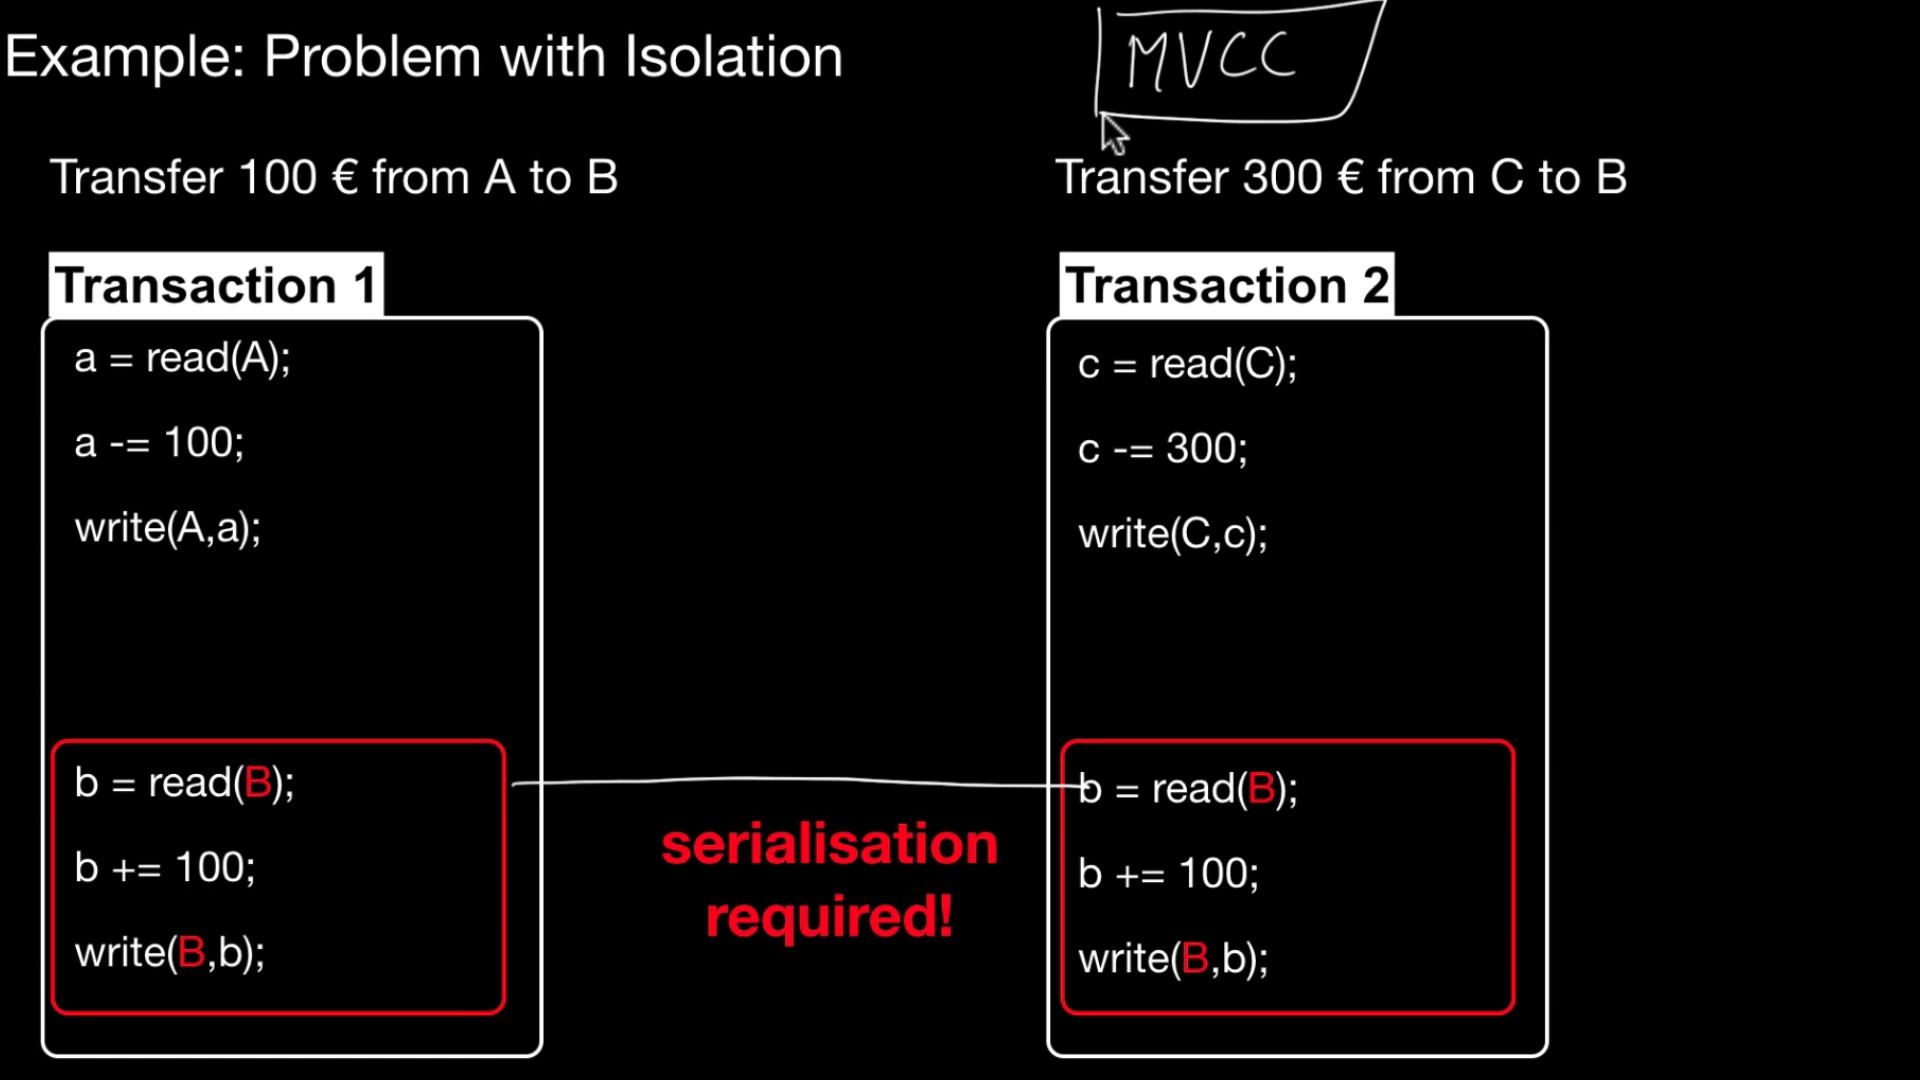 Example: Problem with Isolation
MVCC
Transfer 100 € from A to B
Transfer 300 € from C to B
Transaction 1
a = read(A);
a -= 100;
write(A,a);
b = read(B);
b += 100;
write(B,b);
serialisation
required!
Transaction 2
c = read(C);
c -= 300;
write(C,c);
b = read(B);
b += 100;
write(B,b);